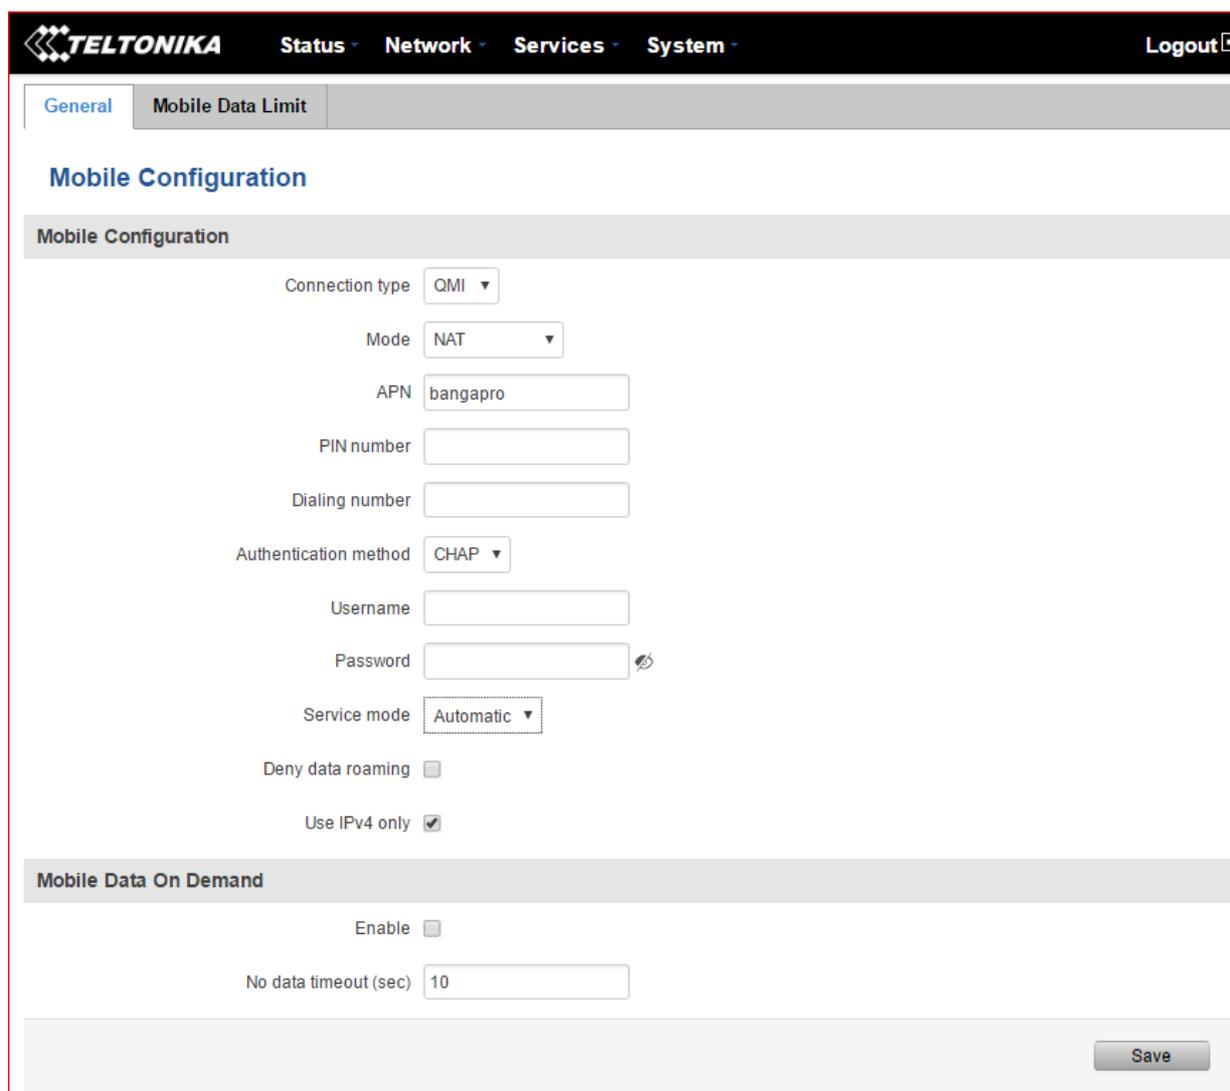 TELTONIKA Status Network Services System Logout
General Mobile Data Limit
Mobile Configuration
Mobile Configuration
Connection type QMI
Mode NAT
APN bangapro
PIN number
Dialing number
Authentication method CHAP
Username
Password
Service mode Automatic
Deny data roaming
Use IPv4 only
Mobile Data On Demand
Enable
No data timeout (sec) 10
Save